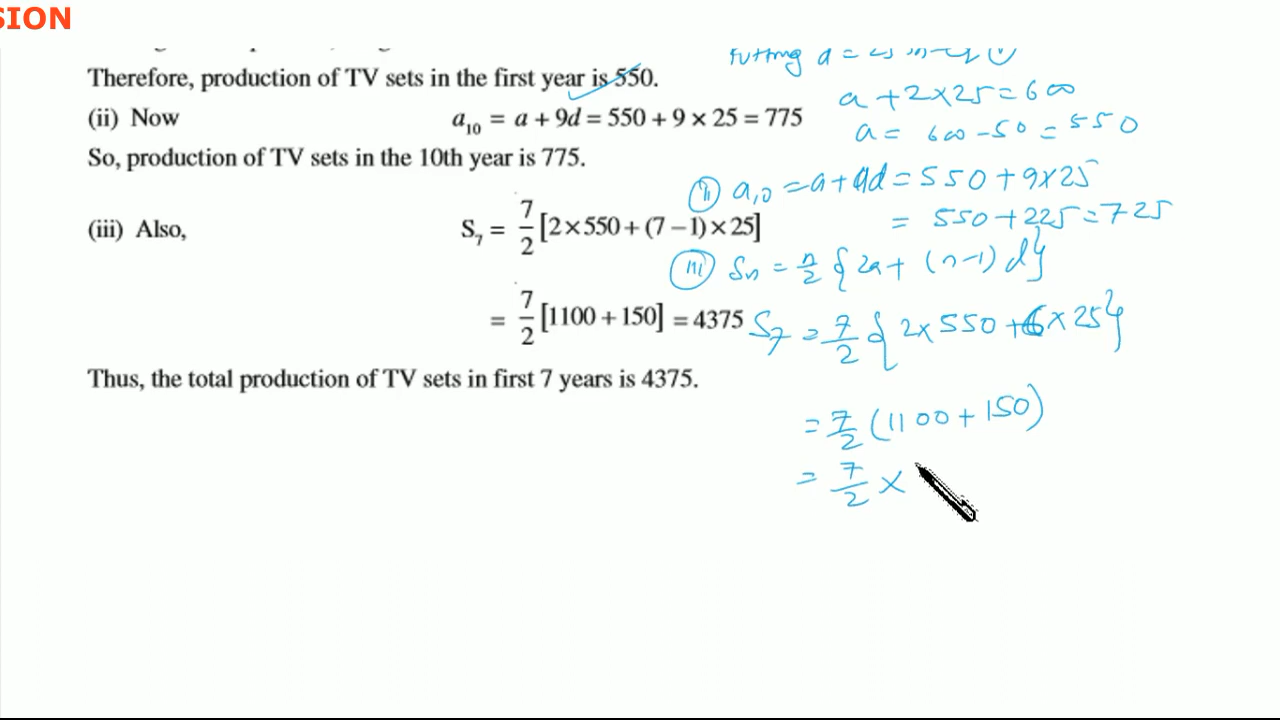 SION
Therefore, production of TV sets in the first year is 550.
(ii) Now a₁₀ = a + 9d = 550 + 9 × 25 = 775
So, production of TV sets in the 10th year is 775.
(iii) Also, S₇ = 7/2 [2×550 + (7 – 1) × 25]
= 7/2 [1100 + 150] = 4375
Thus, the total production of TV sets in first 7 years is 4375.
a + 2×25 = 600
a = 600 – 50 = 550
(ii) a₁₀ = a + 9d = 550 + 9×25
= 550 + 225 = 725
(iii) Sn = n/2 {2a + (n–1) d}
S₇ = 7/2 {2×550 + 6×25}
= 7/2 (1100 + 150)
= 7/2 ×